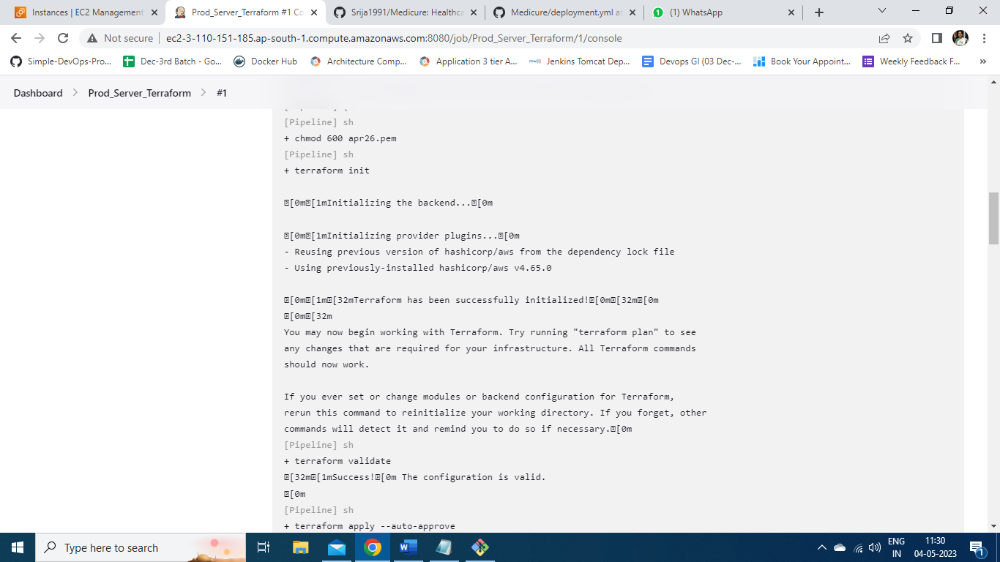 Instances | EC2 Management
Prod_Server_Terraform #1 Co
Srija1991/Medicure: Healthca
Medicure/deployment.yml at
(1) WhatsApp
Not secure
ec2-3-110-151-185.ap-south-1.compute.amazonaws.com:8080/job/Prod_Server_Terraform/1/console
Simple-DevOps-Pro...
Dec-3rd Batch - Go...
Docker Hub
Architecture Comp...
Application 3 tier A...
Jenkins Tomcat Dep...
Devops GI (03 Dec-...
Book Your Appoint...
Weekly Feedback F...
»
Dashboard
Prod_Server_Terraform
#1
[Pipeline] sh
+ chmod 600 apr26.pem
[Pipeline] sh
+ terraform init
␛[0m␛[1mInitializing the backend...␛[0m
␛[0m␛[1mInitializing provider plugins...␛[0m
- Reusing previous version of hashicorp/aws from the dependency lock file
- Using previously-installed hashicorp/aws v4.65.0
␛[0m␛[1m␛[32mTerraform has been successfully initialized!␛[0m␛[32m␛[0m
␛[0m␛[32m
You may now begin working with Terraform. Try running "terraform plan" to see
any changes that are required for your infrastructure. All Terraform commands
should now work.
If you ever set or change modules or backend configuration for Terraform,
rerun this command to reinitialize your working directory. If you forget, other
commands will detect it and remind you to do so if necessary.␛[0m
[Pipeline] sh
+ terraform validate
␛[32m␛[1mSuccess!␛[0m The configuration is valid.
␛[0m
[Pipeline] sh
+ terraform apply --auto-approve
Type here to search
ENG
IN
11:30
04-05-2023
1